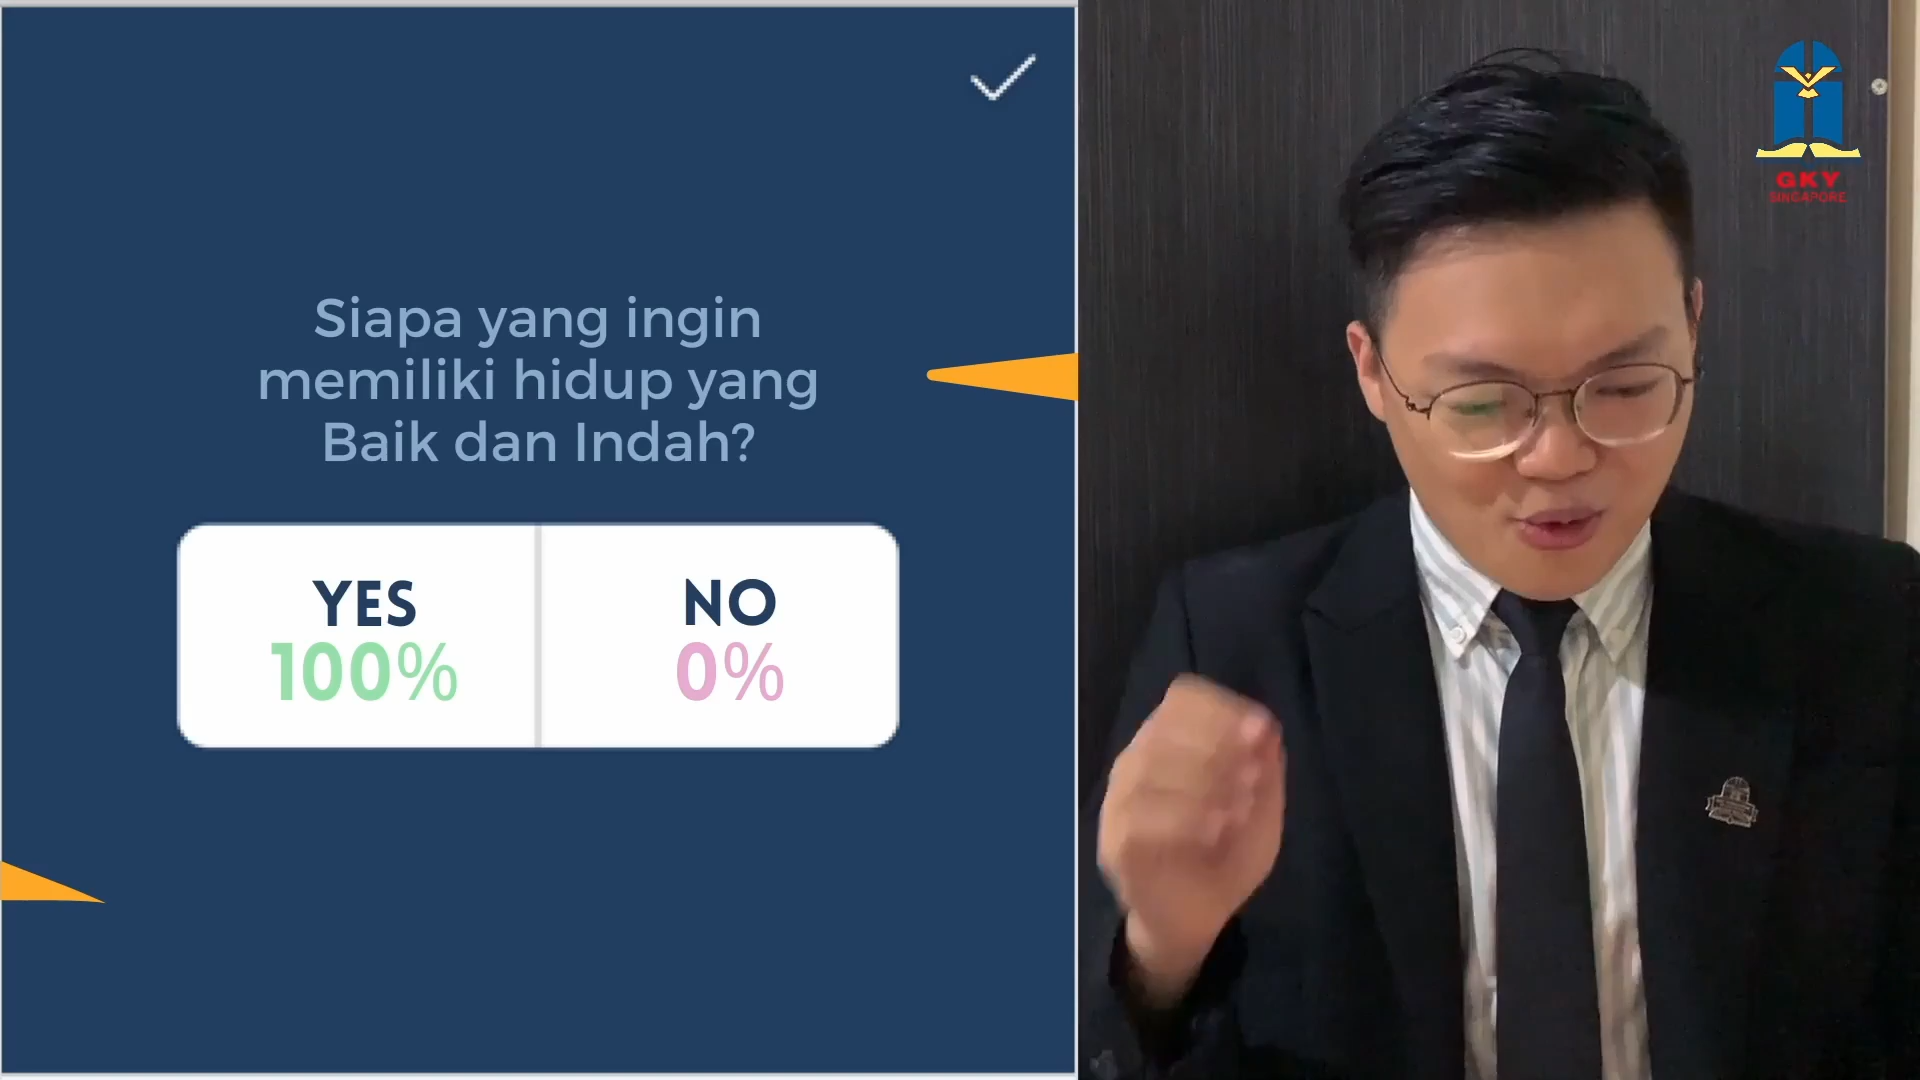 Siapa yang ingin
memiliki hidup yang
Baik dan Indah?
YES
NO
100%
0%
GKY
SINGAPORE